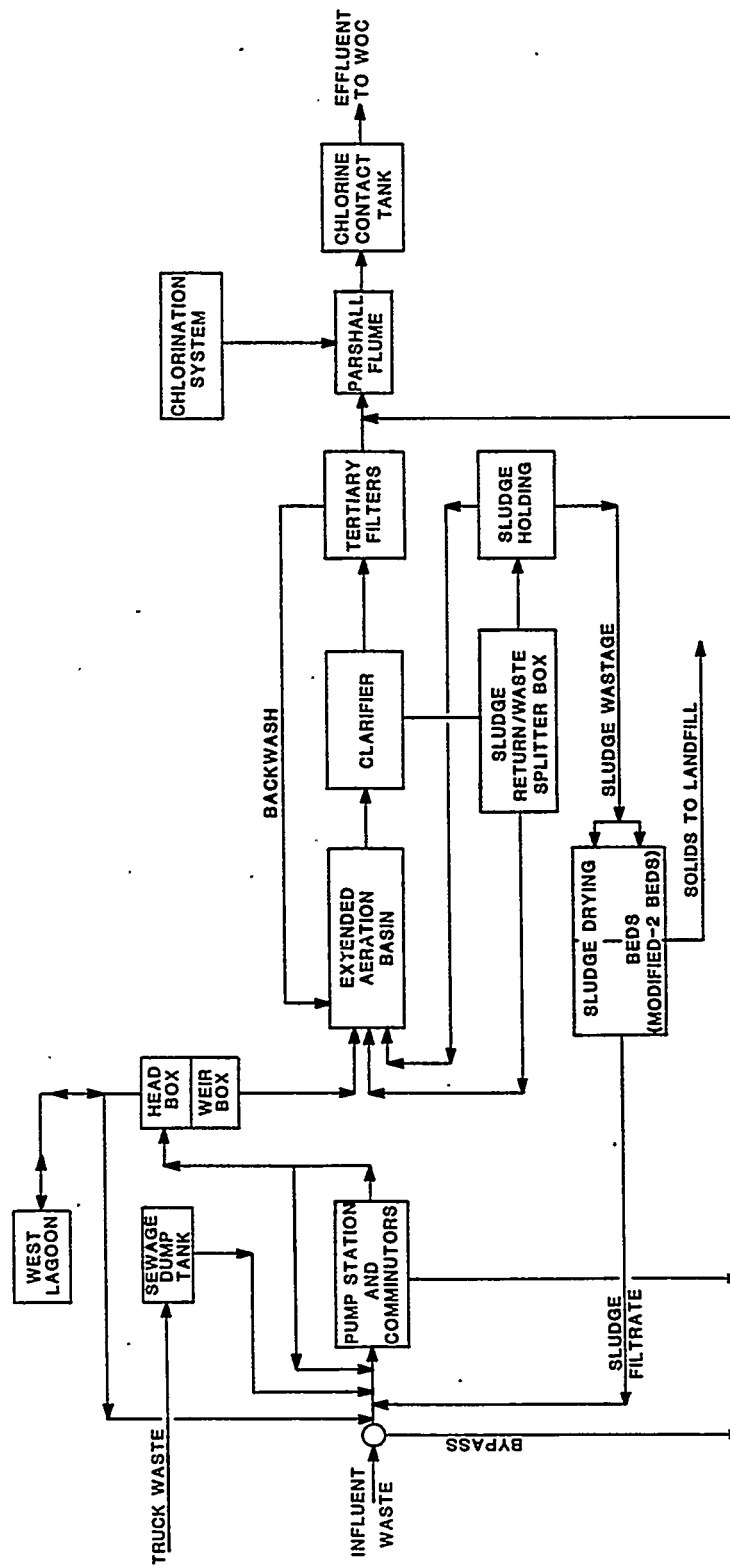 TRUCK WASTE
WEST
LAGOON
SEWAGE
DUMP
TANK
HEAD
BOX
WEIR
BOX
INFLUENT
WASTE
BYPASS
PUMP STATION
AND
COMMINUTORS
SLUDGE
FILTRATE
BACKWASH
EXTENDED
AERATION
BASIN
CLARIFIER
TERTIARY
FILTERS
CHLORINATION
SYSTEM
PARSHALL
FLUME
CHLORINE
CONTACT
TANK
EFFLUENT
TO WOC
SLUDGE
RETURN/WASTE
SPLITTER BOX
SLUDGE
HOLDING
SLUDGE WASTAGE
SLUDGE DRYING
BEDS
(MODIFIED-2 BEDS)
SOLIDS TO LANDFILL